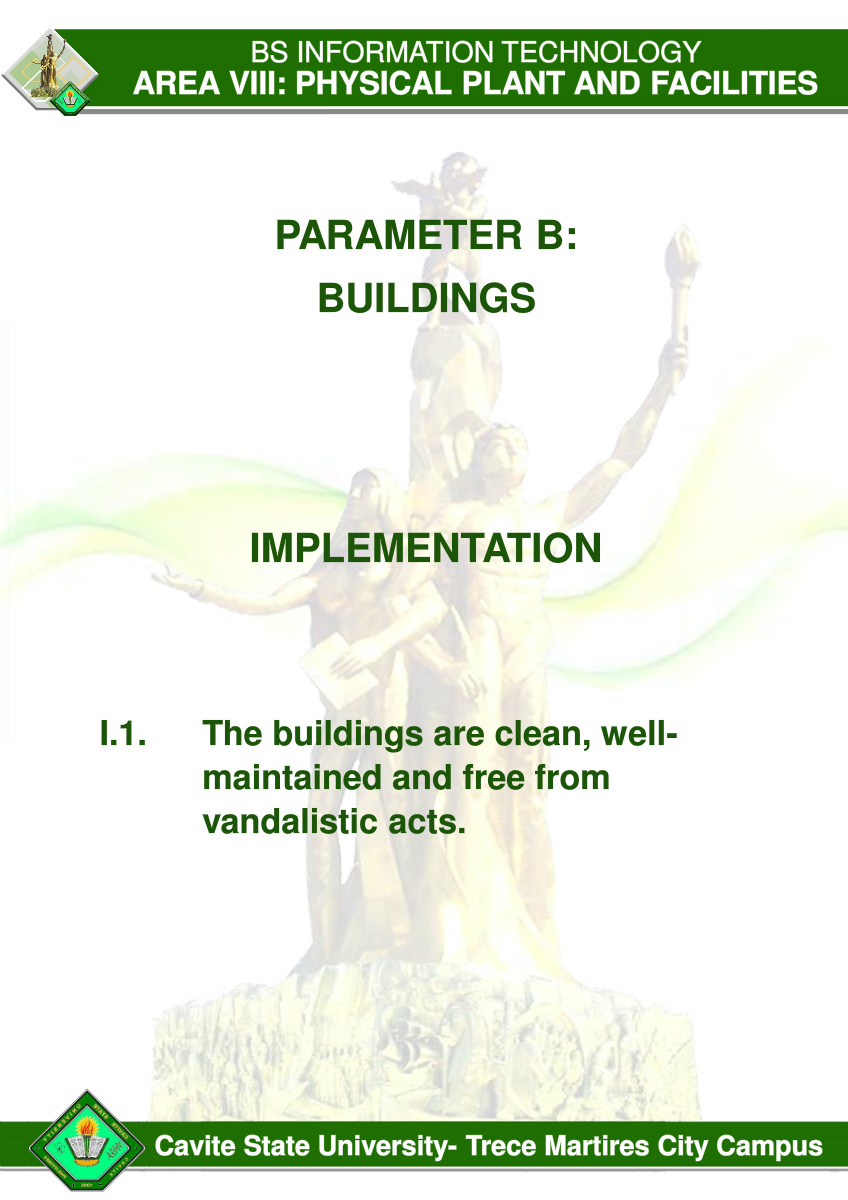 BS INFORMATION TECHNOLOGY
AREA VIII: PHYSICAL PLANT AND FACILITIES
PARAMETER B:
BUILDINGS
IMPLEMENTATION
I.1. The buildings are clean, well-
maintained and free from
vandalistic acts.
Cavite State University- Trece Martires City Campus